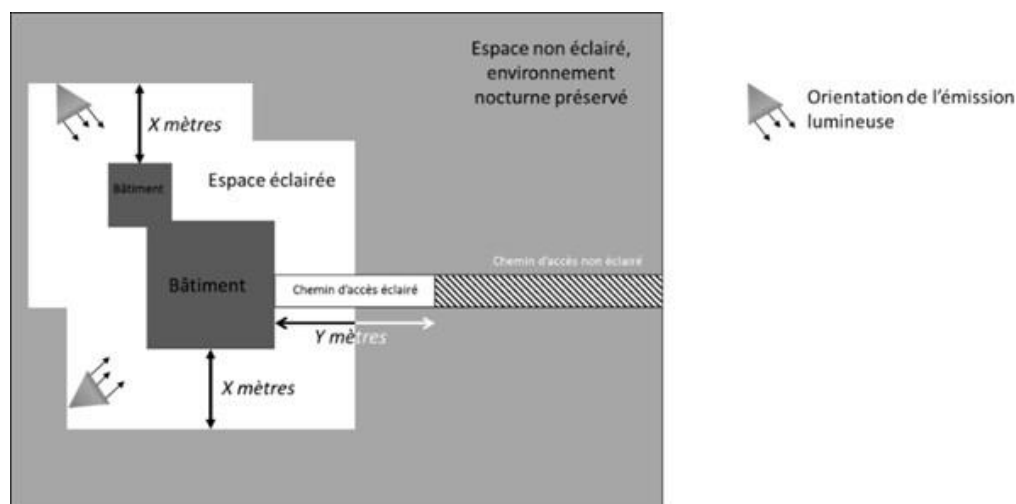 Espace non éclairé,
environnement
nocturne préservé
X mètres
Bâtiment
Espace éclairée
Chemin d'accès non éclairé
Bâtiment
Chemin d'accès éclairé
Y mètres
X mètres
Orientation de l'émission
lumineuse